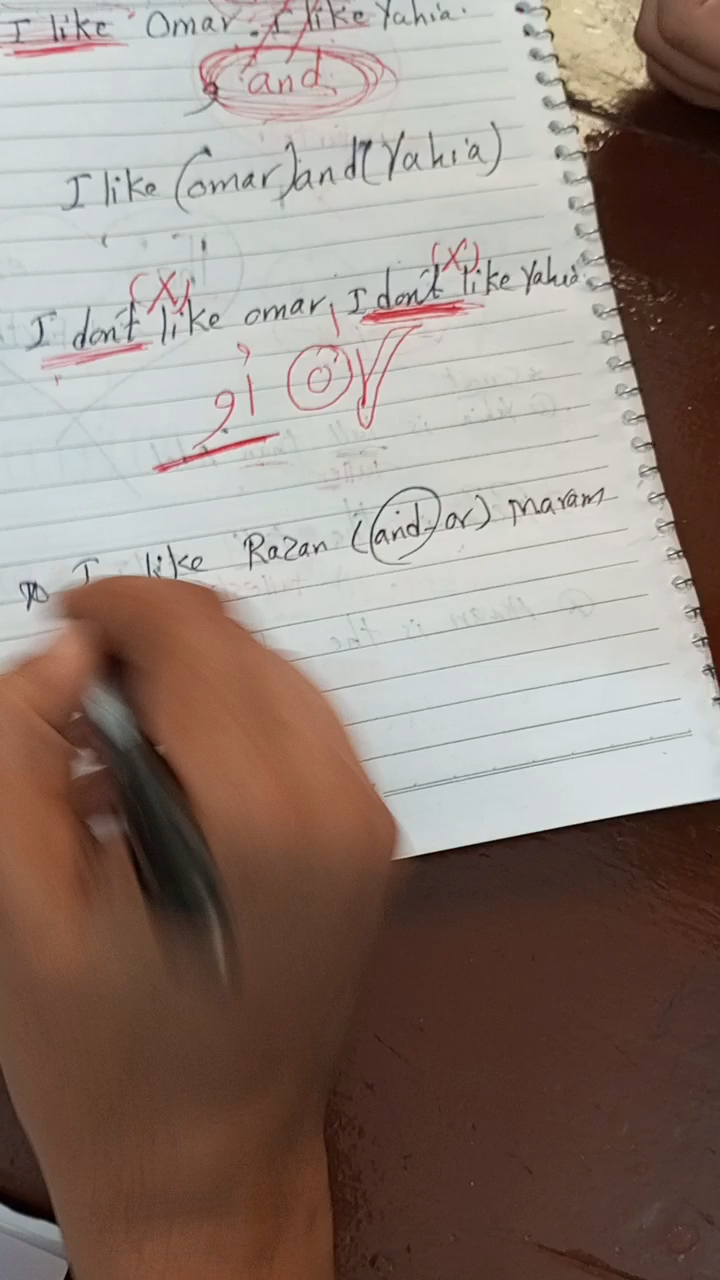 I like Omar. I like Yahia.
و and
I like (omar) and (Yahia)
(X) (X)
I don't like omar, I don't like Yahia
أو or
I like Razan (and - or) maram